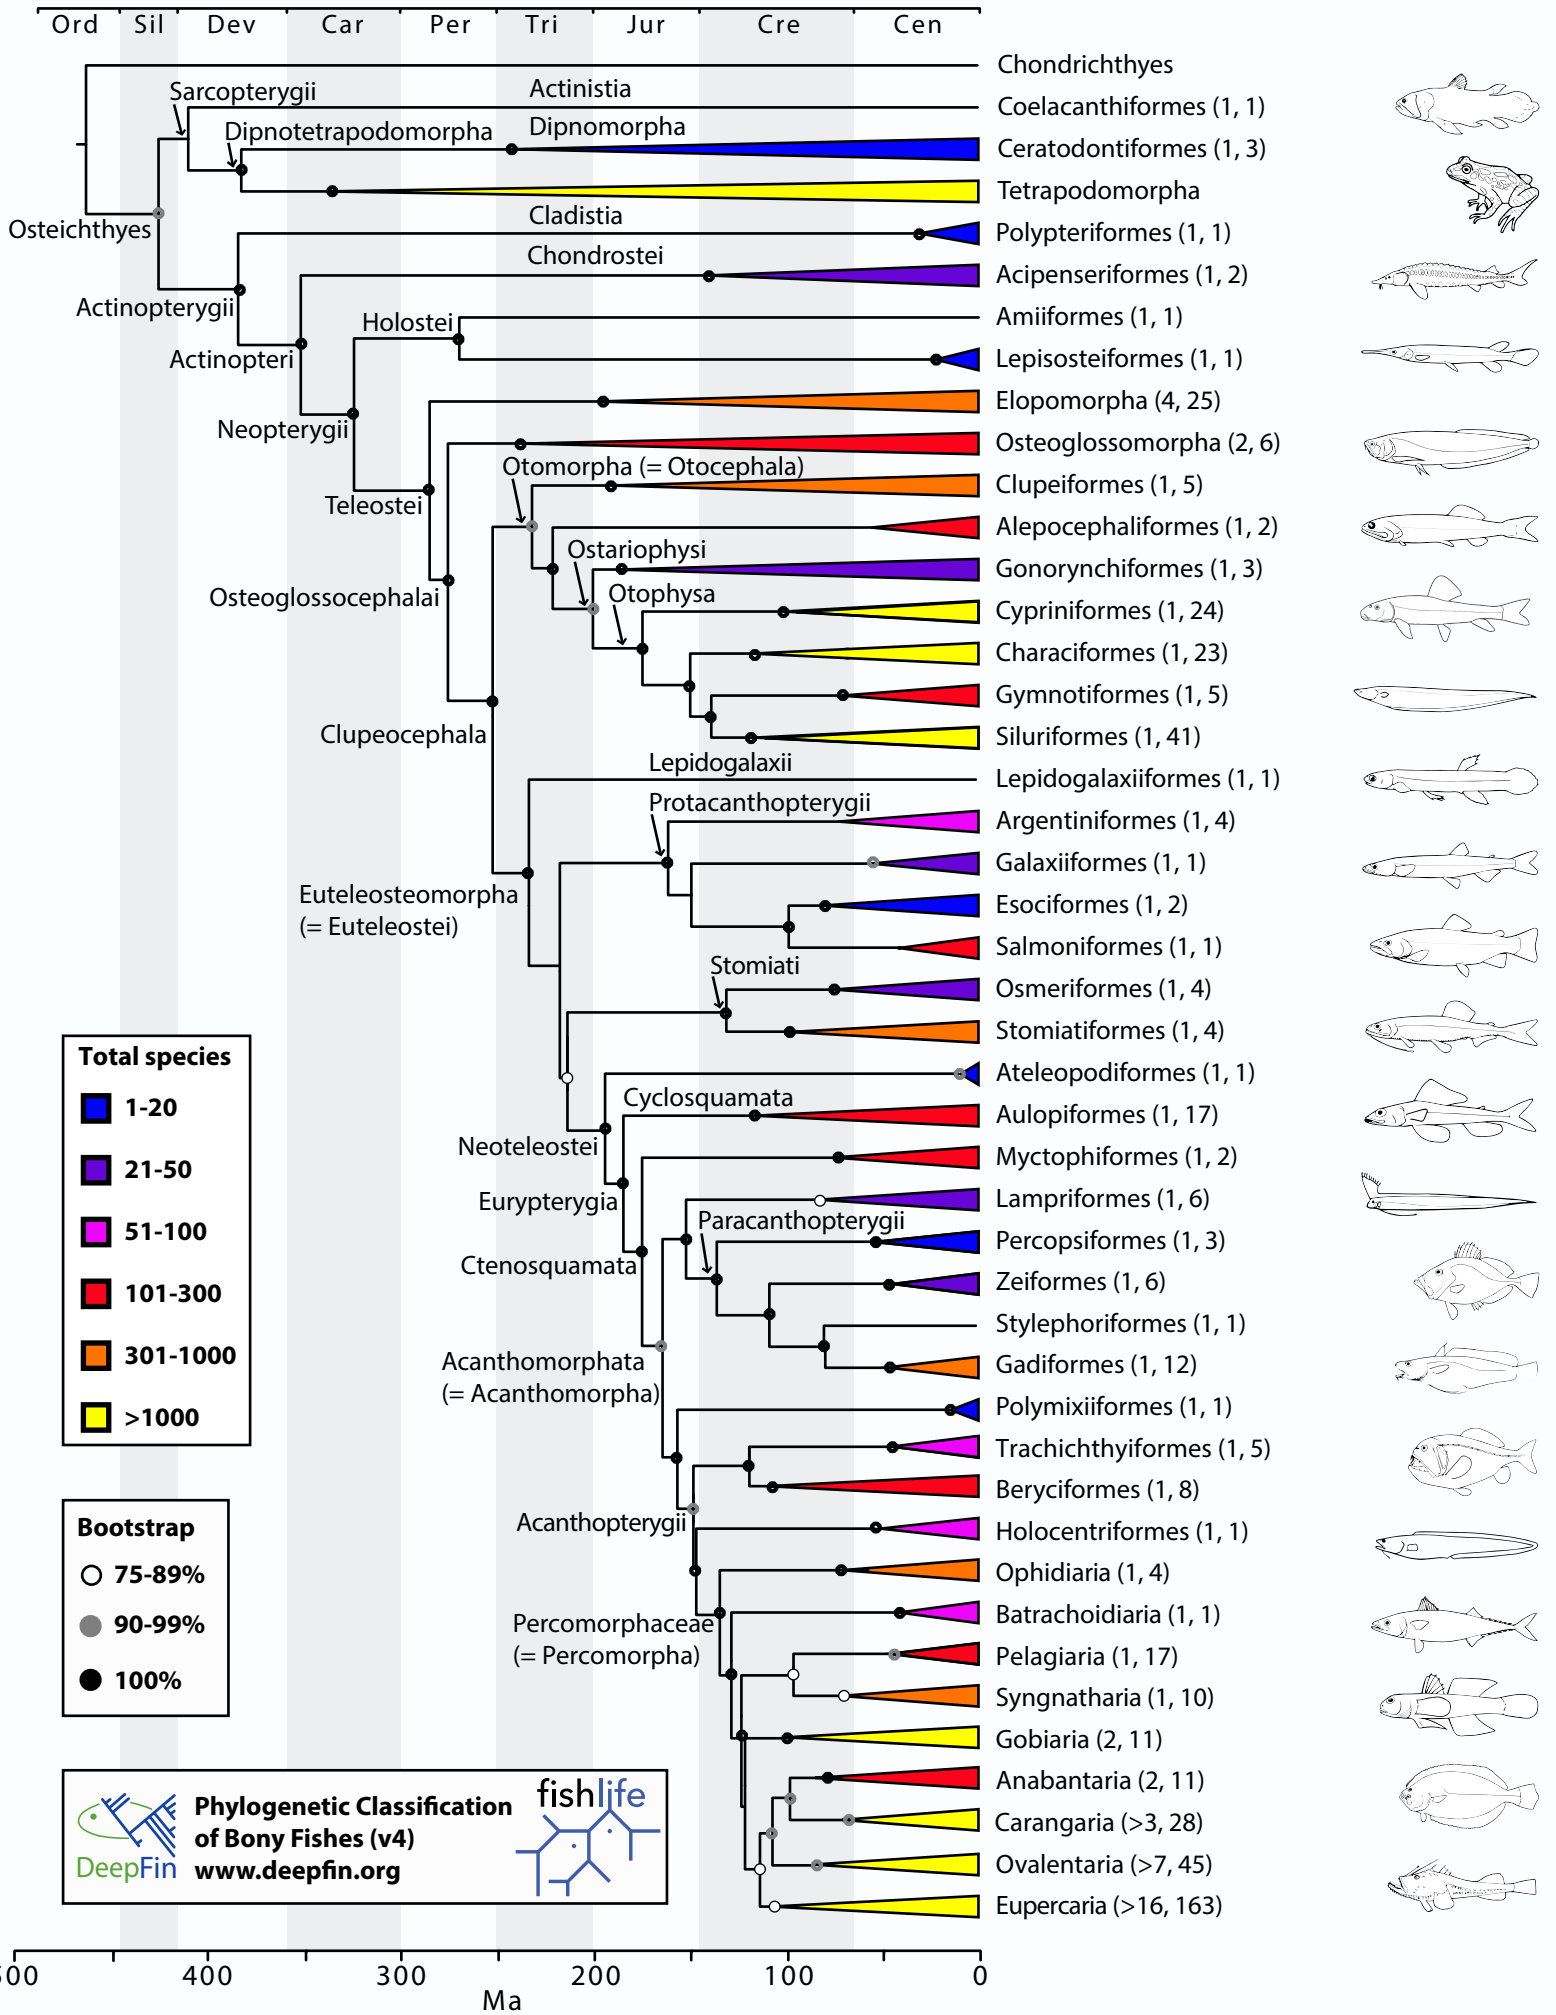 Ord Sil Dev Car Per Tri Jur Cre Cen
Chondrichthyes
Sarcopterygii
Actinistia
Coelacanthiformes (1, 1)
Dipnotetrapodomorpha
Dipnomorpha
Ceratodontiformes (1, 3)
Tetrapodomorpha
Osteichthyes
Cladistia
Polypteriformes (1, 1)
Chondrostei
Acipenseriformes (1, 2)
Actinopterygii
Holostei
Amiiformes (1, 1)
Actinopteri
Lepisosteiformes (1, 1)
Elopomorpha (4, 25)
Neopterygii
Osteoglossomorpha (2, 6)
Otomorpha (= Otocephala)
Clupeiformes (1, 5)
Teleostei
Alepocephaliformes (1, 2)
Ostariophysi
Gonorynchiformes (1, 3)
Osteoglossocephalai
Otophysa
Cypriniformes (1, 24)
Characiformes (1, 23)
Gymnotiformes (1, 5)
Clupeocephala
Siluriformes (1, 41)
Lepidogalaxii
Lepidogalaxiiformes (1, 1)
Protacanthopterygii
Argentiniformes (1, 4)
Galaxiiformes (1, 1)
Euteleosteomorpha
(= Euteleostei)
Esociformes (1, 2)
Salmoniformes (1, 1)
Stomiati
Osmeriformes (1, 4)
Stomiatiformes (1, 4)
Ateleopodiformes (1, 1)
Cyclosquamata
Aulopiformes (1, 17)
Neoteleostei
Myctophiformes (1, 2)
Eurypterygia
Lampriformes (1, 6)
Paracanthopterygii
Percopsiformes (1, 3)
Ctenosquamata
Zeiformes (1, 6)
Stylephoriformes (1, 1)
Acanthomorphata
(= Acanthomorpha)
Gadiformes (1, 12)
Polymixiiformes (1, 1)
Trachichthyiformes (1, 5)
Beryciformes (1, 8)
Acanthopterygii
Holocentriformes (1, 1)
Ophidiaria (1, 4)
Percomorphaceae
(= Percomorpha)
Batrachoidiaria (1, 1)
Pelagiaria (1, 17)
Syngnatharia (1, 10)
Gobiaria (2, 11)
Anabantaria (2, 11)
Carangaria (>3, 28)
Ovalentaria (>7, 45)
Eupercaria (>16, 163)
Total species
1-20
21-50
51-100
101-300
301-1000
>1000
Bootstrap
75-89%
90-99%
100%
DeepFin
Phylogenetic Classification
of Bony Fishes (v4)
www.deepfin.org
fishlife
400 300 200 100 0
Ma